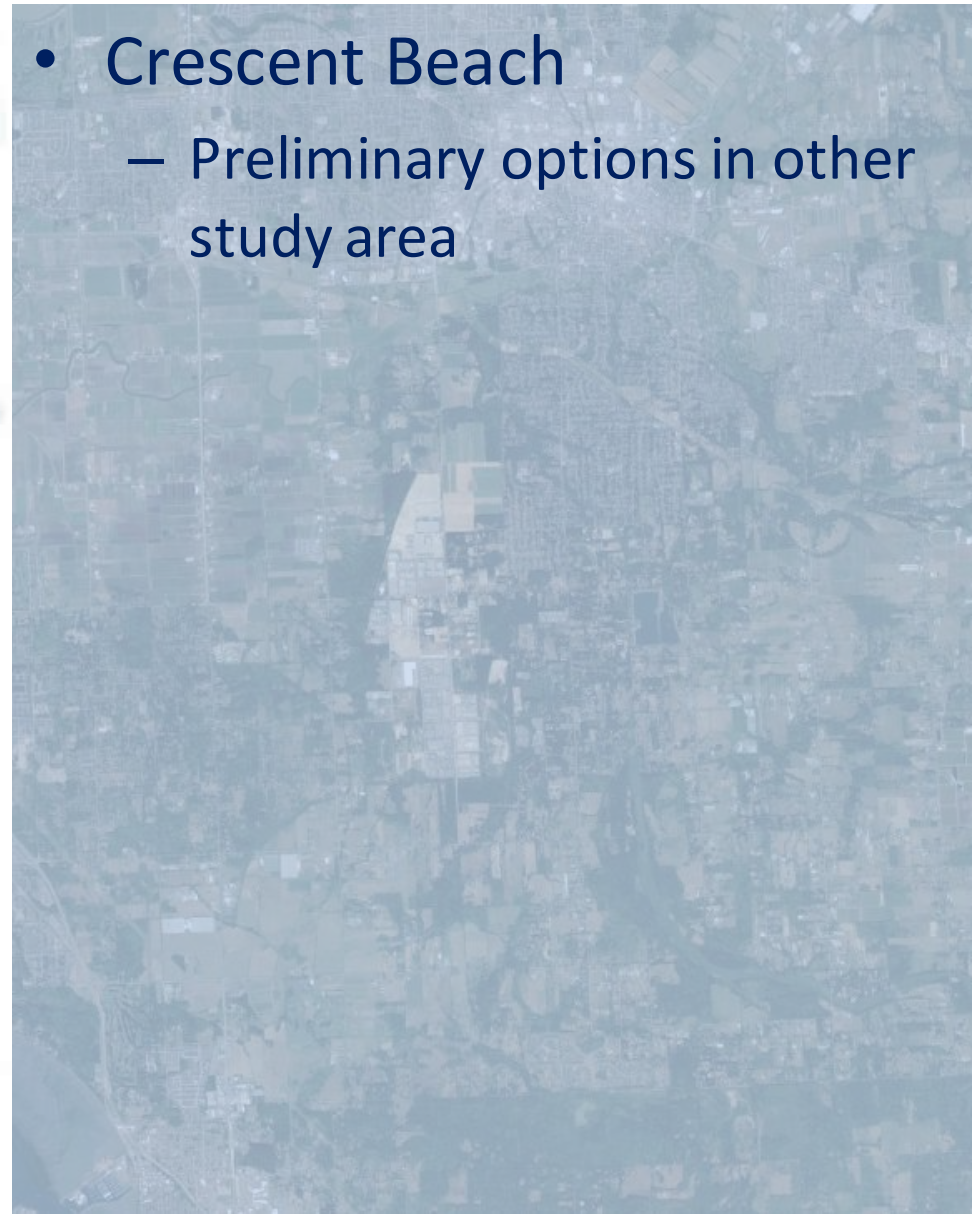 • Crescent Beach
– Preliminary options in other
study area